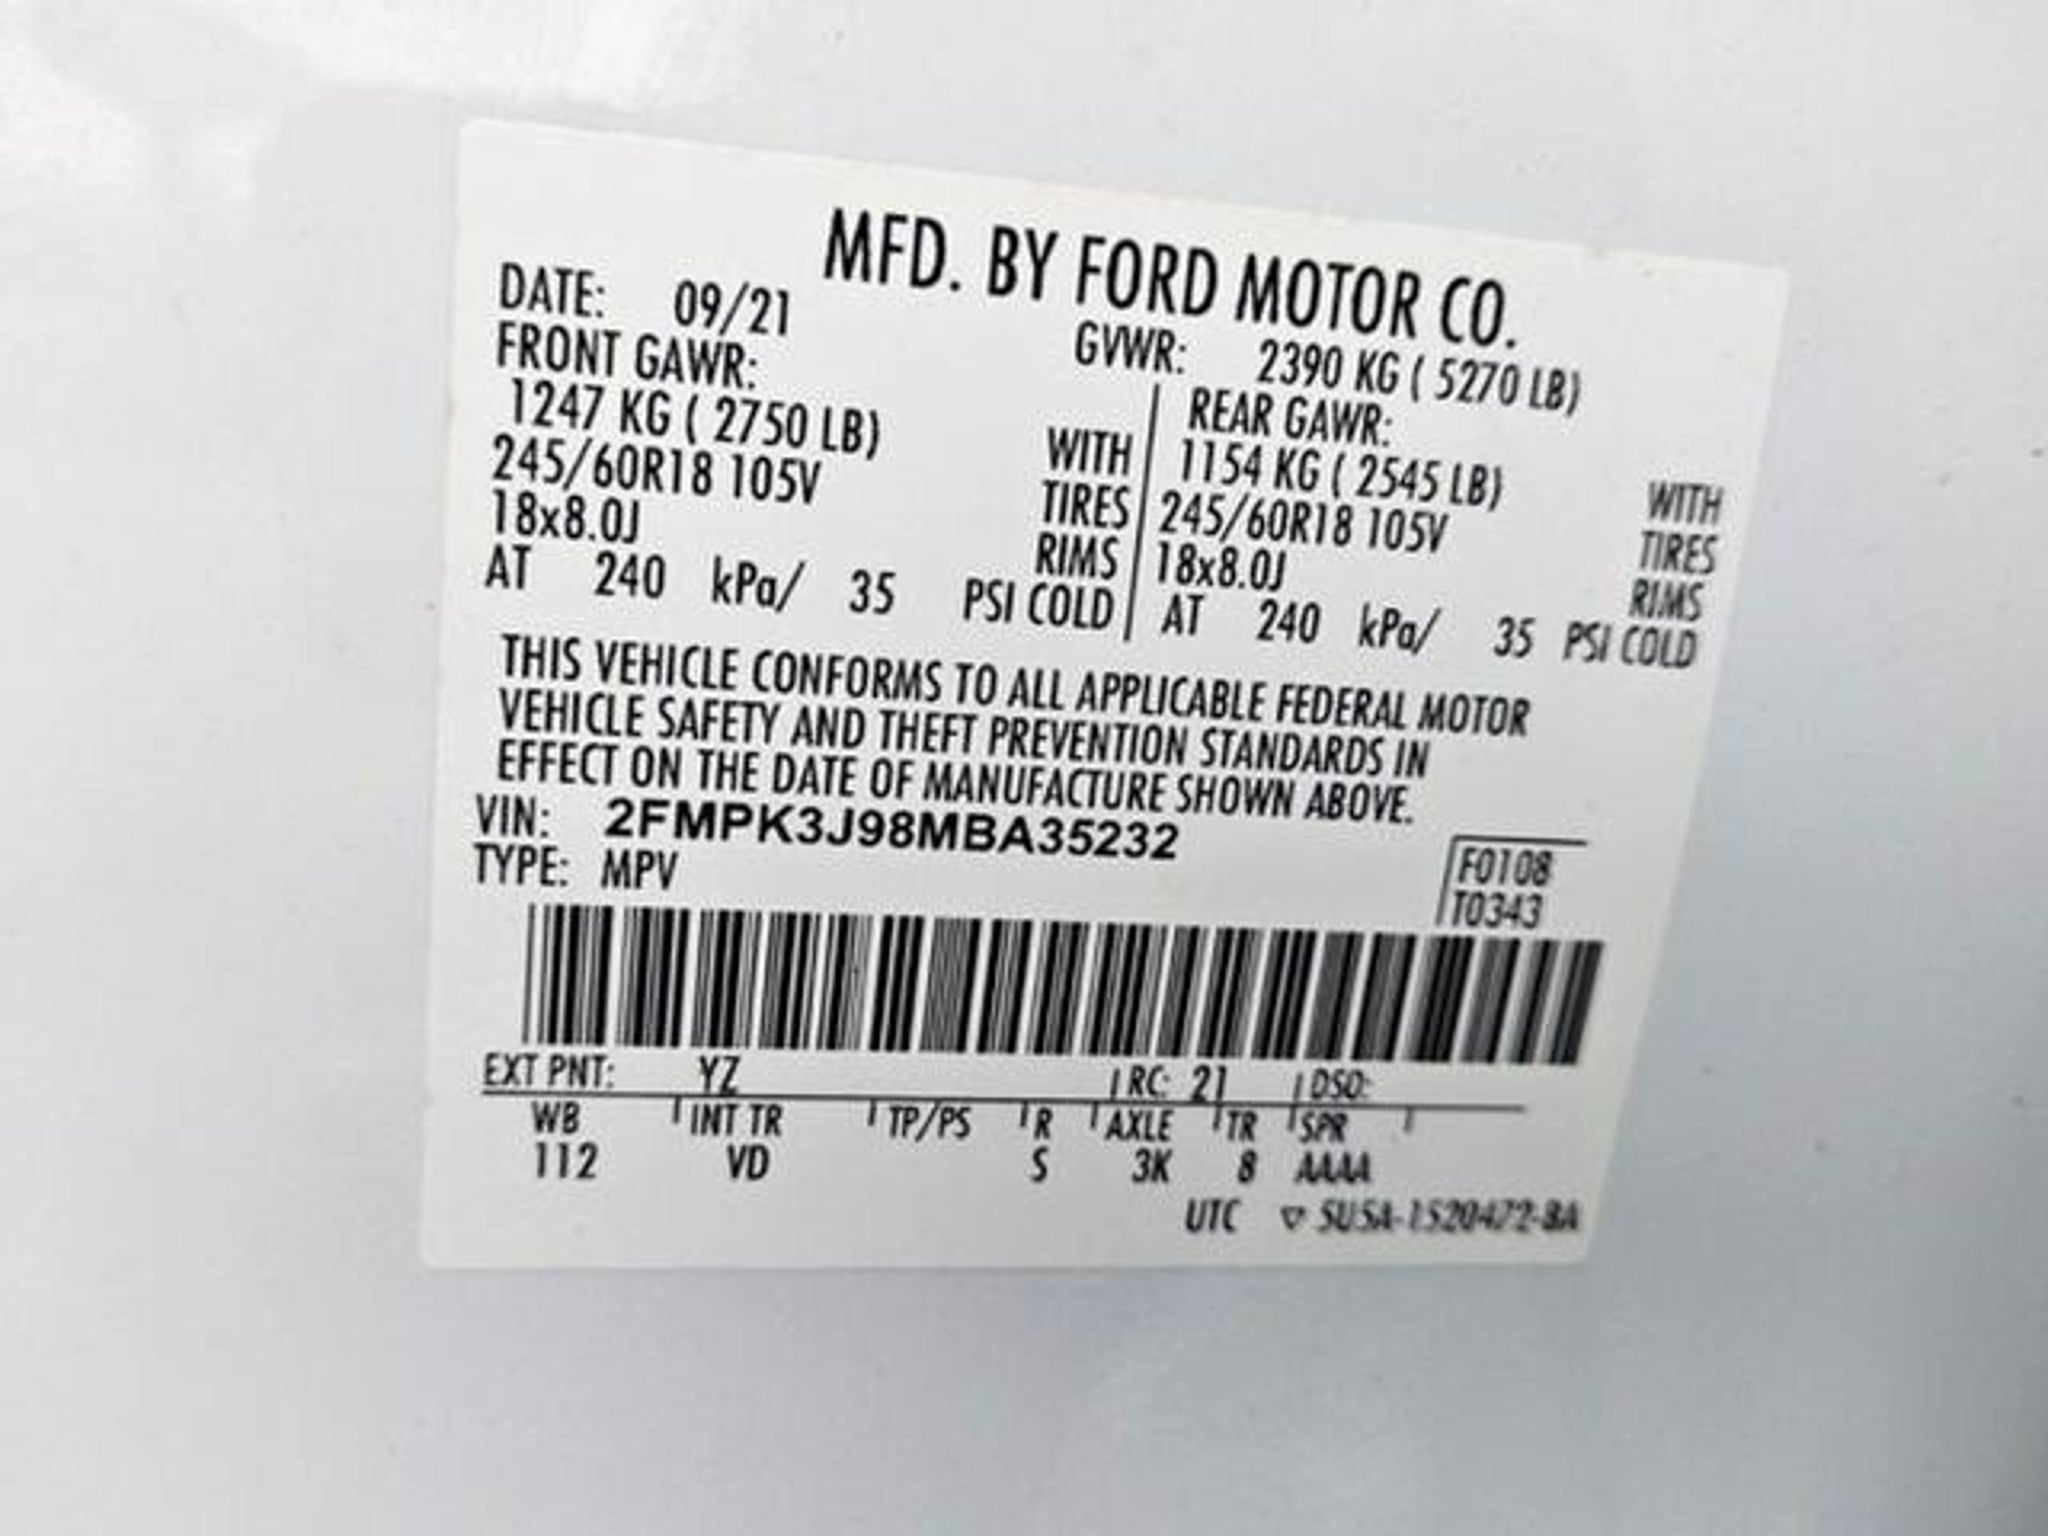 MFD. BY FORD MOTOR CO.
DATE: 09/21 GVWR: 2390 KG ( 5270 LB)
FRONT GAWR: REAR GAWR:
1247 KG ( 2750 LB) WITH 1154 KG ( 2545 LB) WITH
245/60R18 105V TIRES 245/60R18 105V TIRES
18x8.0J RIMS 18x8.0J RIMS
AT 240 kPa/ 35 PSI COLD AT 240 kPa/ 35 PSI COLD
THIS VEHICLE CONFORMS TO ALL APPLICABLE FEDERAL MOTOR
VEHICLE SAFETY AND THEFT PREVENTION STANDARDS IN
EFFECT ON THE DATE OF MANUFACTURE SHOWN ABOVE.
VIN: 2FMPK3J98MBA35232
TYPE: MPV
F0108
T0343
EXT PNT: YZ RC: 21 DSO:
WB INT TR TP/PS R AXLE TR SPR
112 VD S 3K 8 AAAA
UTC